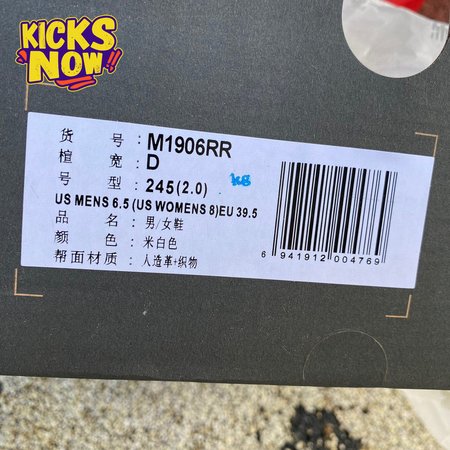 KICKS
NOW
货 号：M1906RR
楦 宽：D
号 型：245(2.0)
US MENS 6.5 (US WOMENS 8)EU 39.5
品 名：男/女鞋
颜 色：米白色
帮面材质：人造革+织物
6 941912 004769